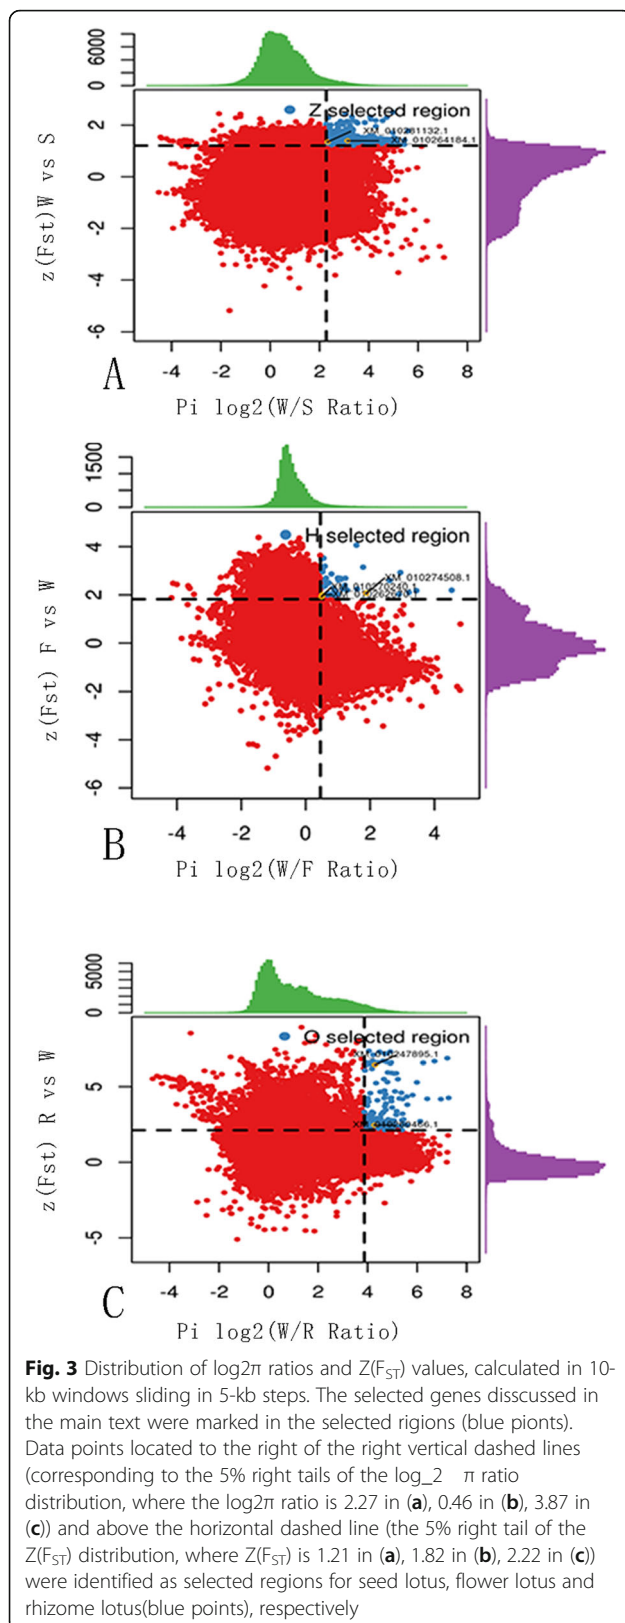 6000
3000
0
Z selected region
XM_010281132.1
XM_010264184.1
2
0
-2
-4
-6
z(Fst)W vs S
-4 -2 0 2 4 6 8
A
Pi log2(W/S Ratio)
1500
0
H selected region
XM_010274508.1
XM_010270240.1
4
2
0
-2
-4
-6
z(Fst) F vs W
-4 -2 0 2 4
B
Pi log2(W/F Ratio)
5000
0
O selected region
XM_010247895.1
5
0
-5
z(Fst) R vs W
-4 -2 0 2 4 6 8
C
Pi log2(W/R Ratio)
Fig. 3 Distribution of log2π ratios and Z(FST) values, calculated in 10-
kb windows sliding in 5-kb steps. The selected genes disscussed in
the main text were marked in the selected rigions (blue pionts).
Data points located to the right of the right vertical dashed lines
(corresponding to the 5% right tails of the log_2 π ratio
distribution, where the log2π ratio is 2.27 in (a), 0.46 in (b), 3.87 in
(c)) and above the horizontal dashed line (the 5% right tail of the
Z(FST) distribution, where Z(FST) is 1.21 in (a), 1.82 in (b), 2.22 in (c))
were identified as selected regions for seed lotus, flower lotus and
rhizome lotus(blue points), respectively